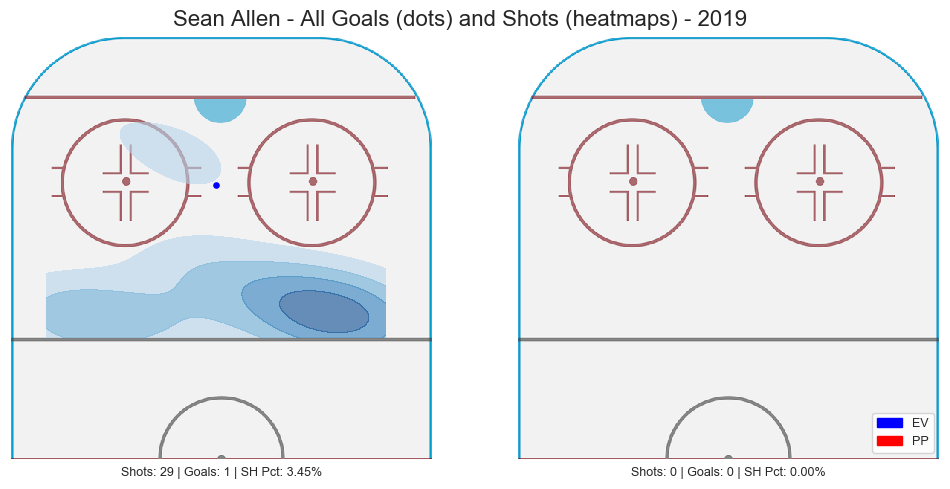 Sean Allen - All Goals (dots) and Shots (heatmaps) - 2019
EV
PP
Shots: 29 | Goals: 1 | SH Pct: 3.45%
Shots: 0 | Goals: 0 | SH Pct: 0.00%